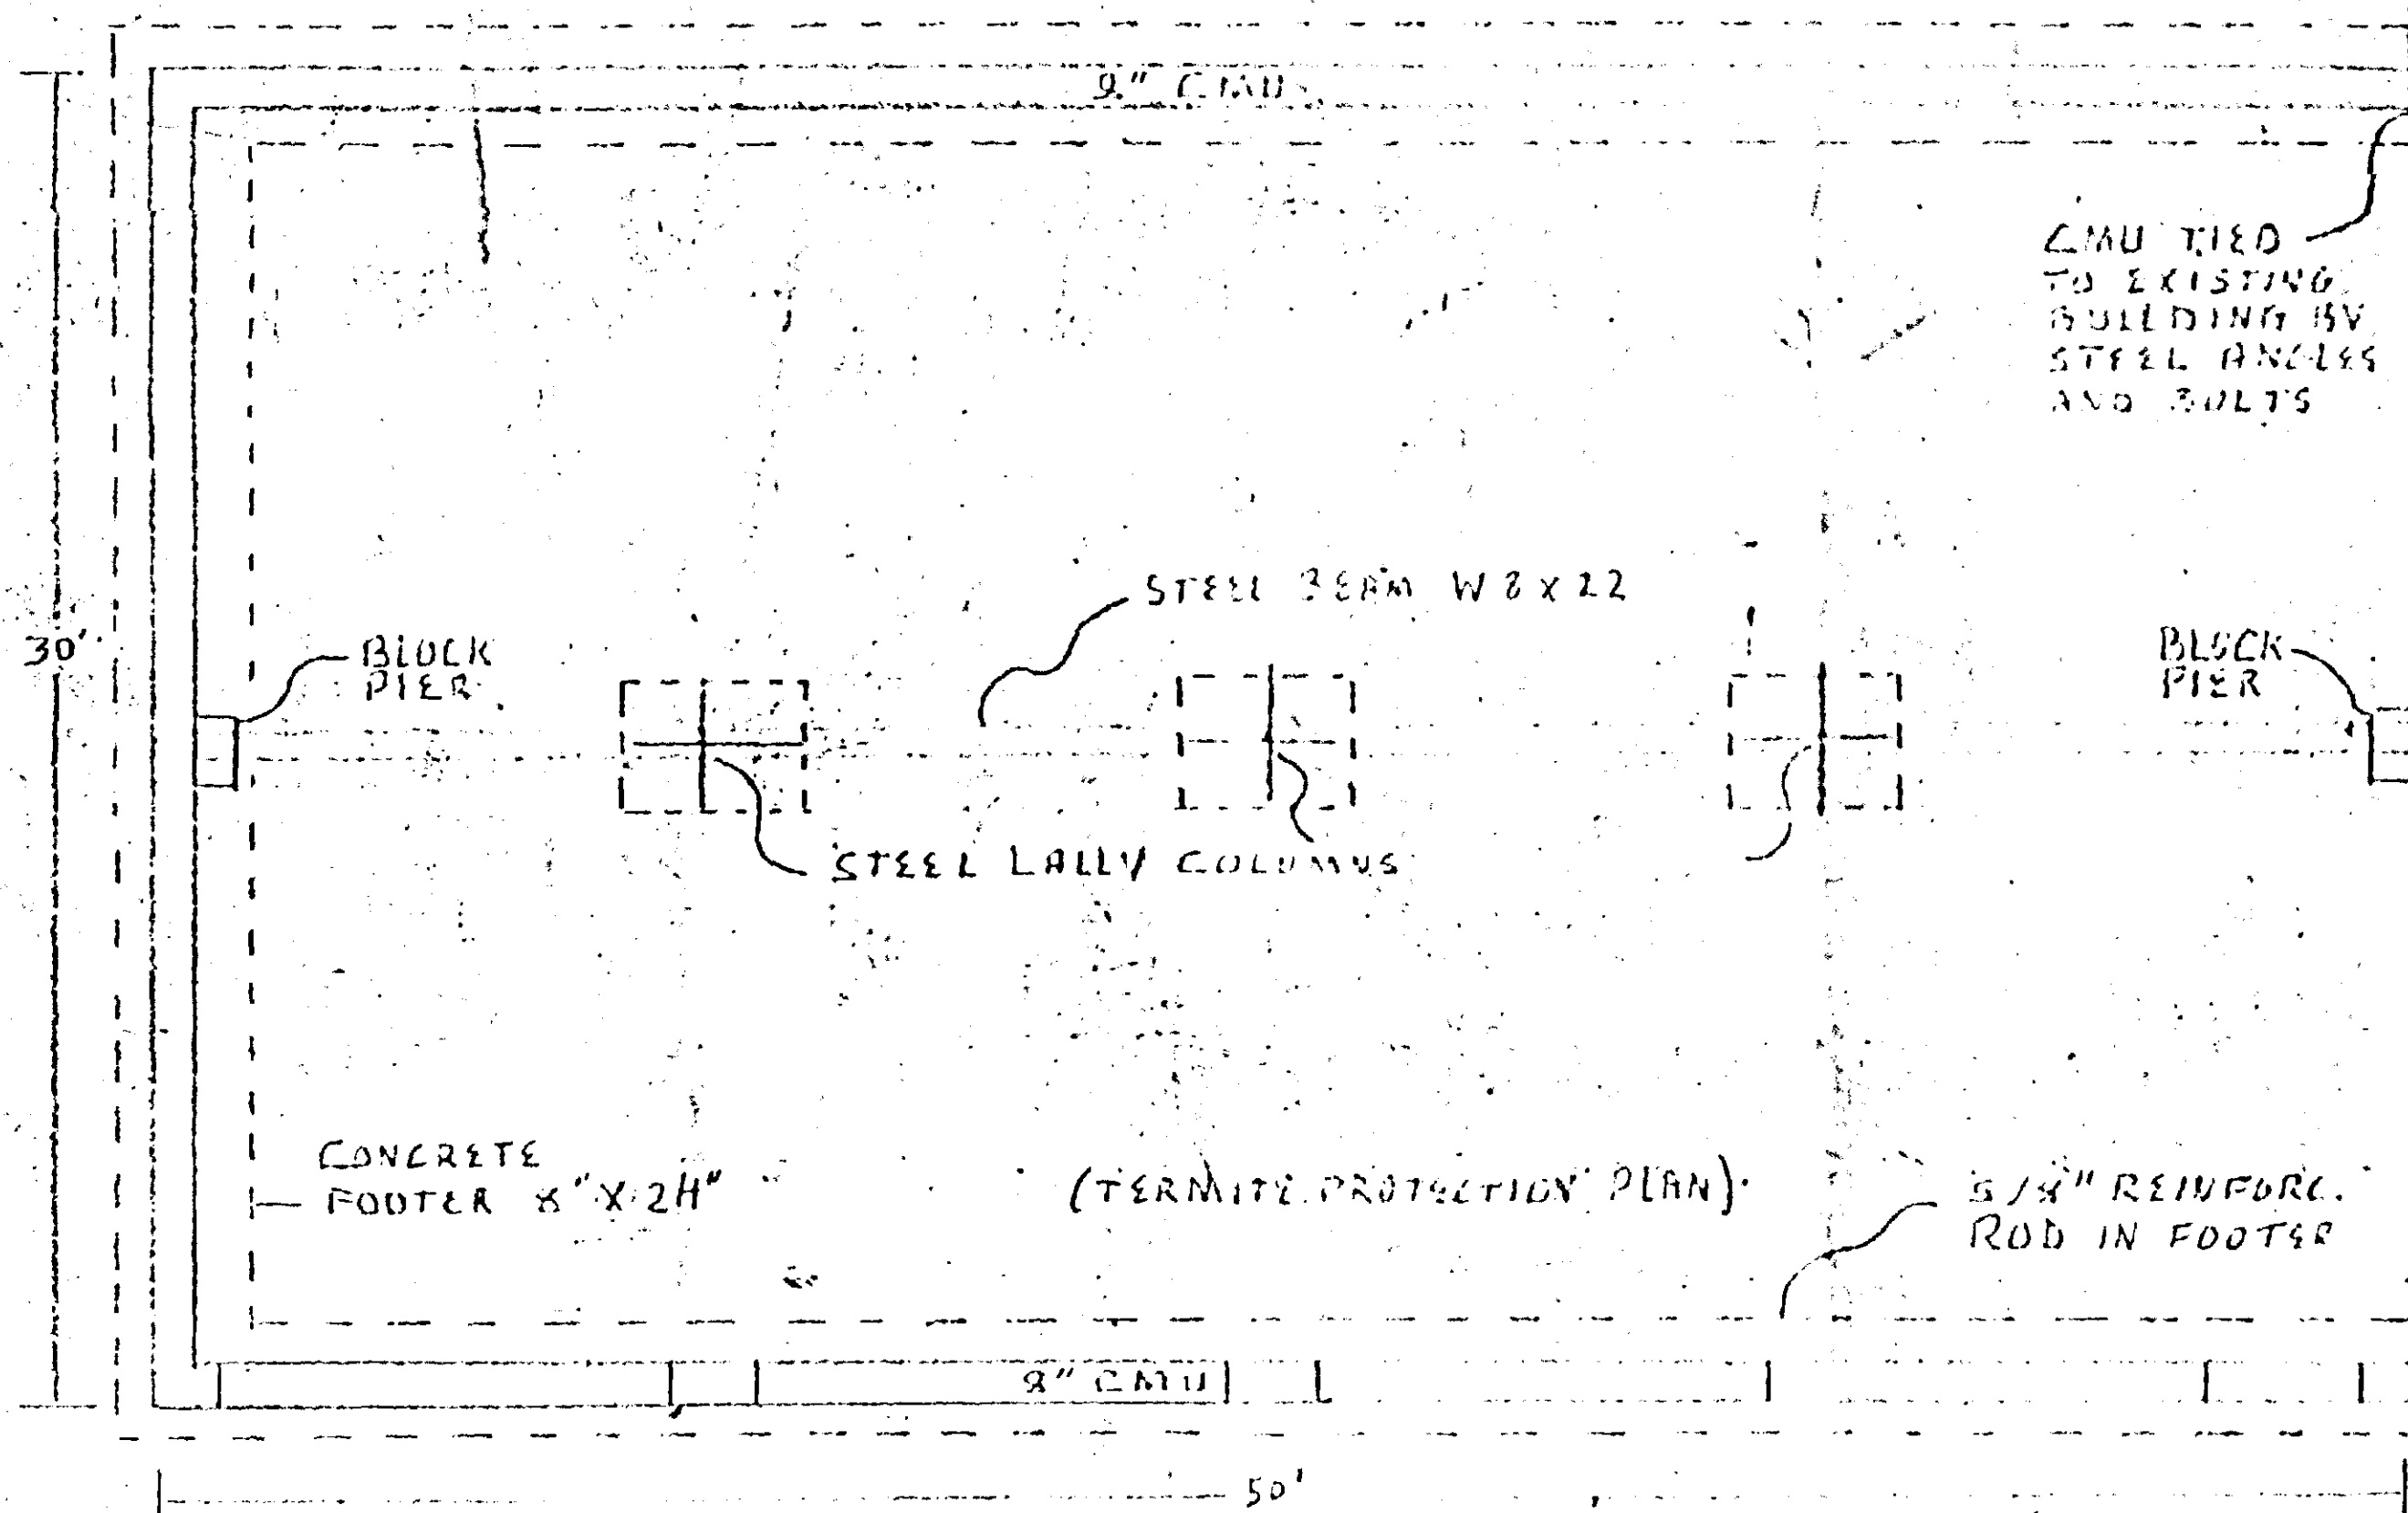 8" CMU
CMU TIED
TO EXISTING
BUILDING BY
STEEL ANGLES
AND BOLTS
STEEL BEAM W 8 X 22
30'
BLOCK
PIER
BLOCK
PIER
STEEL LALLY COLUMNS
CONCRETE
FOOTER 8" X 24"
(TERMITE PROTECTION PLAN)
5/8" REINFORC.
ROD IN FOOTER
8" CMU
50'